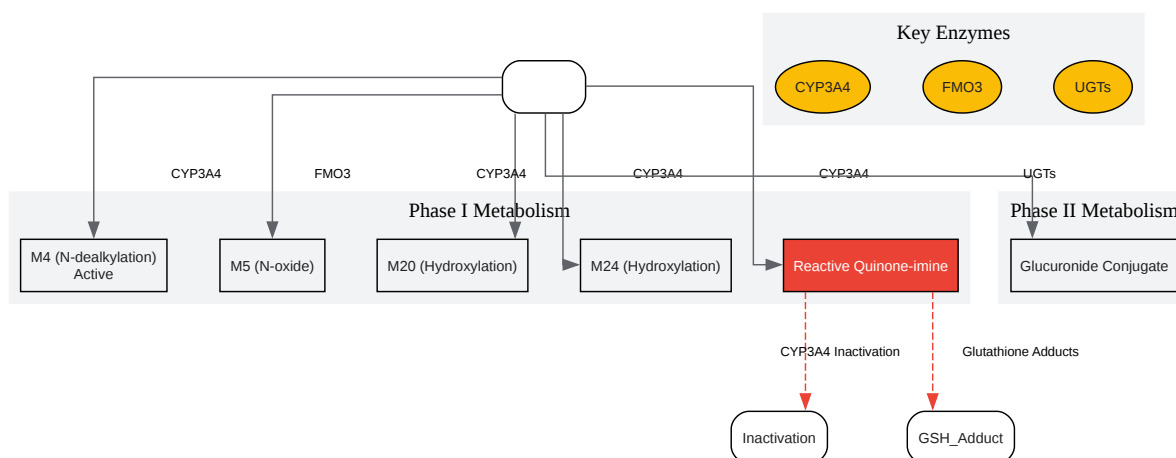 Key Enzymes
CYP3A4
FMO3
UGTs
CYP3A4
FMO3
CYP3A4
CYP3A4
CYP3A4
UGTs
Phase I Metabolism
Phase II Metabolism
M4 (N-dealkylation)
Active
M5 (N-oxide)
M20 (Hydroxylation)
M24 (Hydroxylation)
Reactive Quinone-imine
Glucuronide Conjugate
CYP3A4 Inactivation
Glutathione Adducts
Inactivation
GSH_Adduct